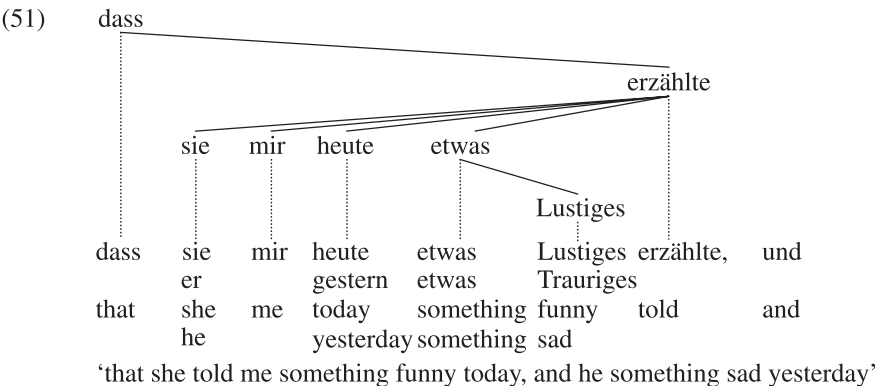 (51) dass
erzählte
sie mir heute etwas
Lustiges
dass sie mir heute etwas Lustiges erzählte, und
er gestern etwas Trauriges
that she me today something funny told and
he yesterday something sad
‘that she told me something funny today, and he something sad yesterday’